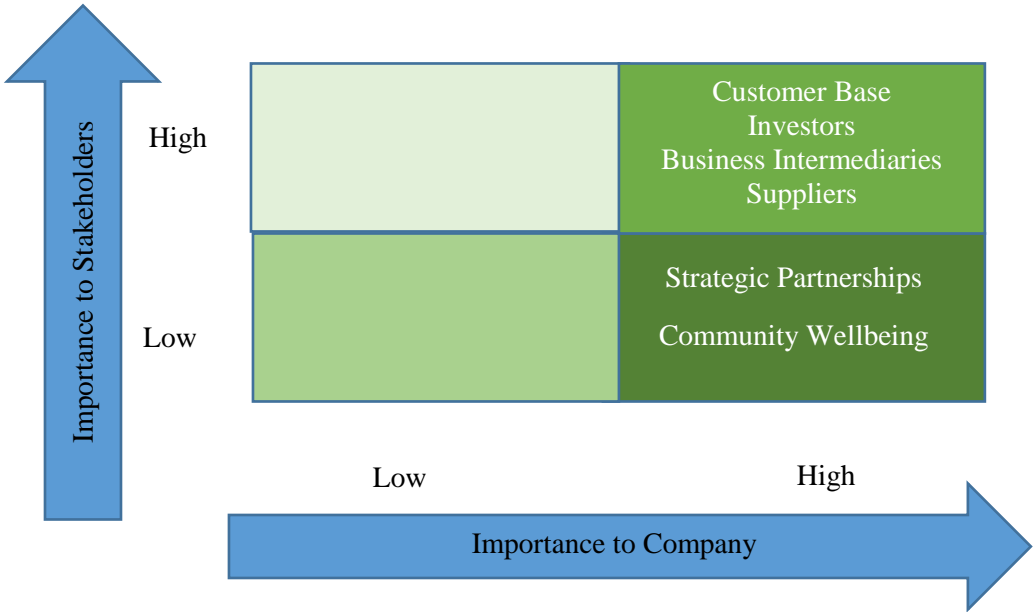 Importance to Stakeholders
High
Low
Customer Base
Investors
Business Intermediaries
Suppliers
Strategic Partnerships
Community Wellbeing
Low
High
Importance to Company